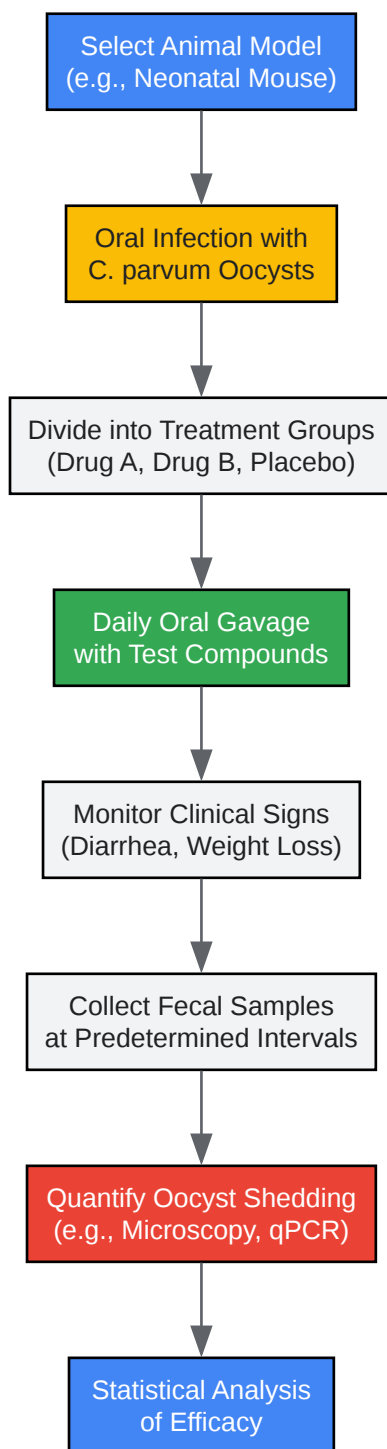 Select Animal Model
(e.g., Neonatal Mouse)
Oral Infection with
C. parvum Oocysts
Divide into Treatment Groups
(Drug A, Drug B, Placebo)
Daily Oral Gavage
with Test Compounds
Monitor Clinical Signs
(Diarrhea, Weight Loss)
Collect Fecal Samples
at Predetermined Intervals
Quantify Oocyst Shedding
(e.g., Microscopy, qPCR)
Statistical Analysis
of Efficacy